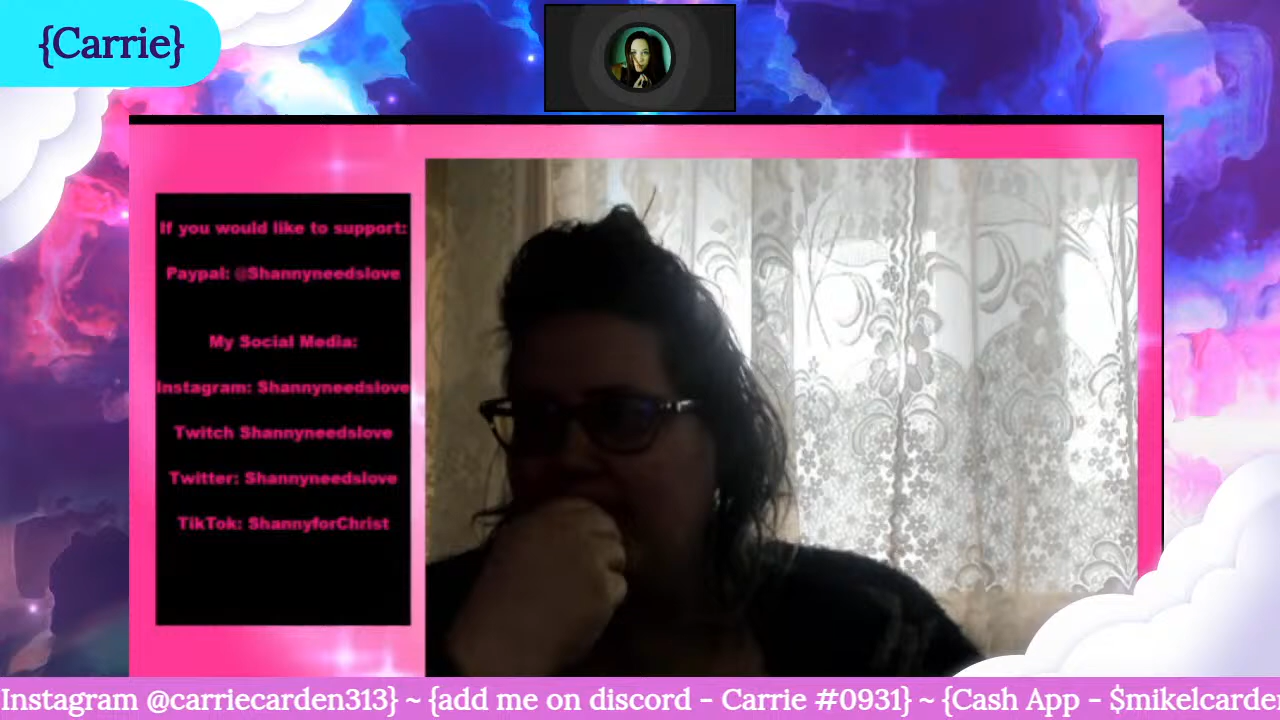 {Carrie}
If you would like to support:
Paypal: @Shannyneedslove
My Social Media:
Instagram: Shannyneedslove
Twitch Shannyneedslove
Twitter: Shannyneedslove
TikTok: ShannyforChrist
Instagram @carriecarden313} ~ {add me on discord - Carrie #0931} ~ {Cash App - $mikelcarde